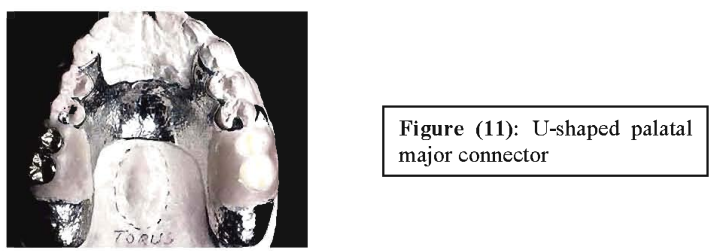 TORUS
Figure (11): U-shaped palatal
major connector